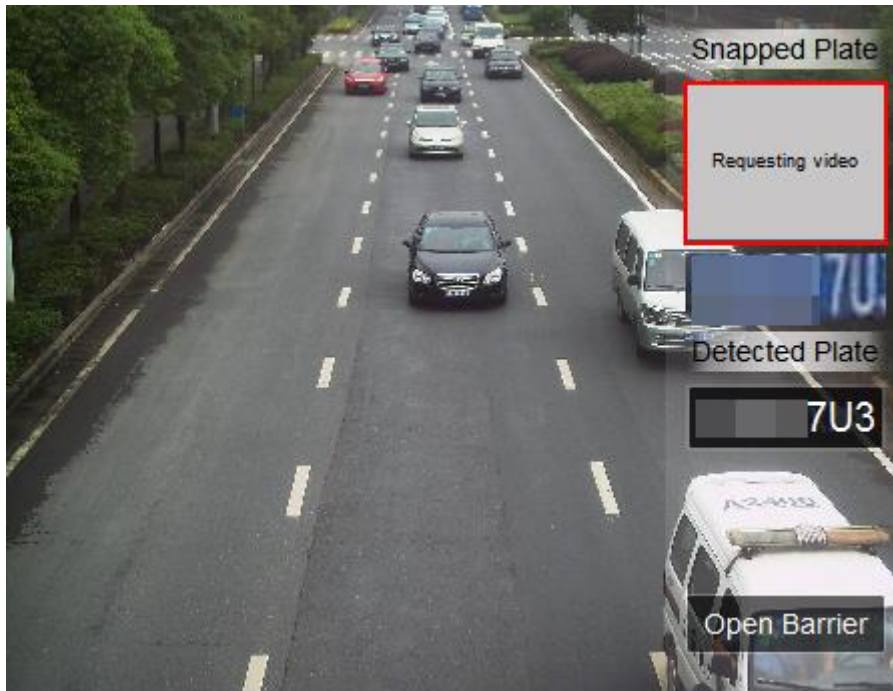 Snapped Plate
Requesting video
7U
Detected Plate
7U3
Open Barrier